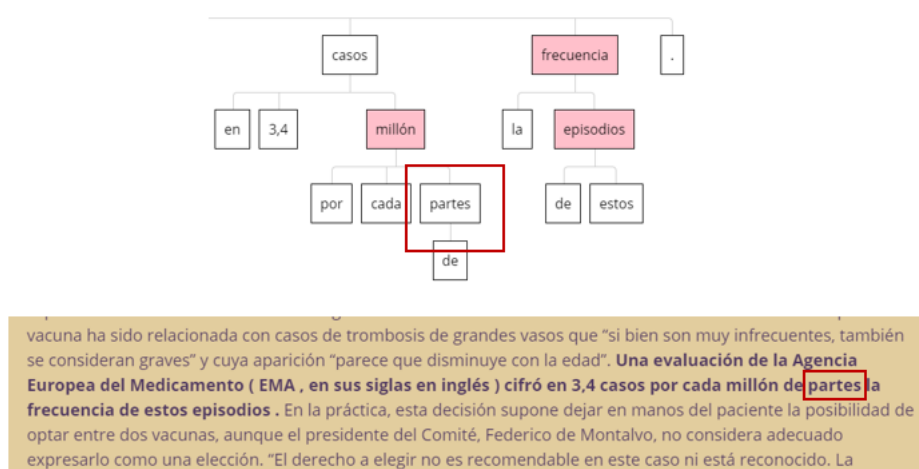 casos frecuencia .
en 3,4 millón la episodios
por cada partes de estos
de
vacuna ha sido relacionada con casos de trombosis de grandes vasos que “si bien son muy infrecuentes, también
se consideran graves” y cuya aparición “parece que disminuye con la edad”. Una evaluación de la Agencia
Europea del Medicamento ( EMA , en sus siglas en inglés ) cifró en 3,4 casos por cada millón de partes la
frecuencia de estos episodios . En la práctica, esta decisión supone dejar en manos del paciente la posibilidad de
optar entre dos vacunas, aunque el presidente del Comité, Federico de Montalvo, no considera adecuado
expresarlo como una elección. “El derecho a elegir no es recomendable en este caso ni está reconocido. La